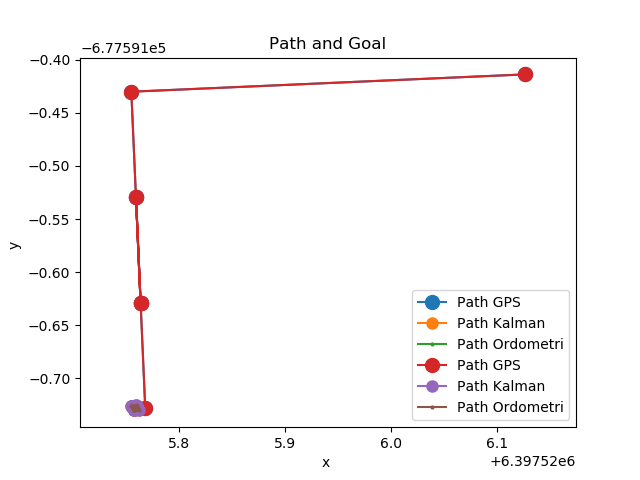 −6.77591e5
Path and Goal
−0.40
−0.45
−0.50
−0.55
−0.60
−0.65
−0.70
y
Path GPS
Path Kalman
Path Ordometri
Path GPS
Path Kalman
Path Ordometri
5.8
5.9
6.0
6.1
x
+6.39752e6